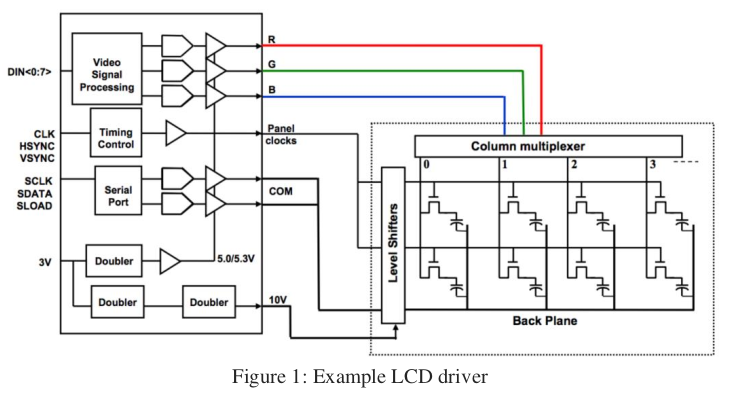 R
Video
Signal
Processing
G
DIN<0:7>
B
CLK
HSYNC
VSYNC
Timing
Control
Panel
clocks
Column multiplexer
0
1
2
3
SCLK
SDATA
SLOAD
Serial
Port
COM
Level Shifters
3V
Doubler
5.0/5.3V
Doubler
Doubler
10V
Back Plane
Figure 1: Example LCD driver